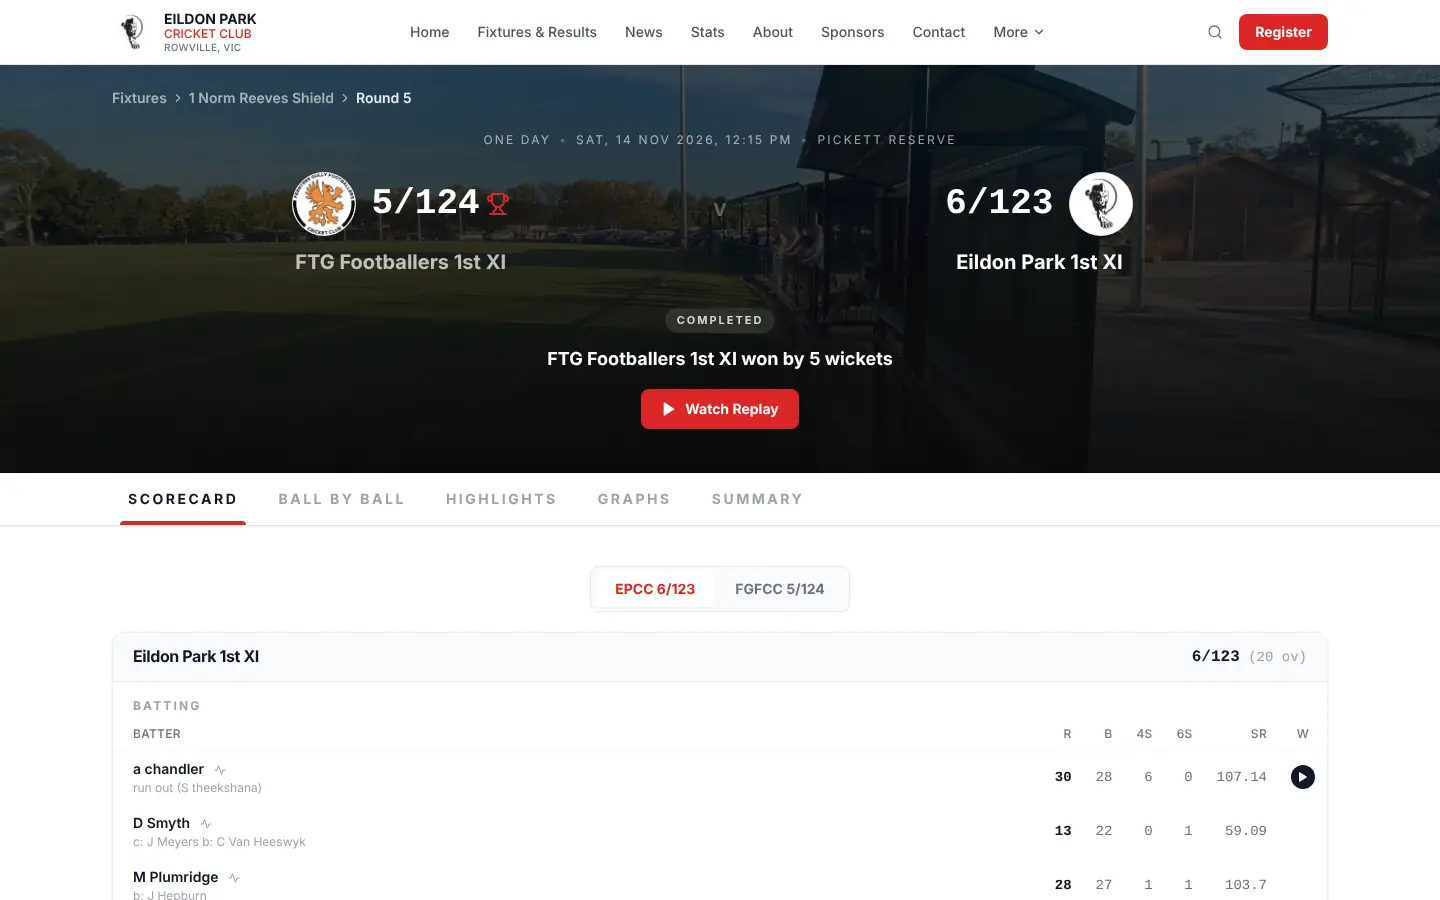 EILDON PARK
CRICKET CLUB
ROWVILLE, VIC
Home
Fixtures & Results
News
Stats
About
Sponsors
Contact
More
Register
Fixtures > 1 Norm Reeves Shield > Round 5
ONE DAY • SAT, 14 NOV 2026, 12:15 PM • PICKETT RESERVE
5/124
V
6/123
FTG Footballers 1st XI
Eildon Park 1st XI
COMPLETED
FTG Footballers 1st XI won by 5 wickets
Watch Replay
SCORECARD
BALL BY BALL
HIGHLIGHTS
GRAPHS
SUMMARY
EPCC 6/123
FGFCC 5/124
Eildon Park 1st XI
6/123 (20 ov)
BATTING
BATTER R B 4S 6S SR W
a chandler
run out (S theekshana)
30 28 6 0 107.14
D Smyth
c: J Meyers b: C Van Heeswyk
13 22 0 1 59.09
M Plumridge
b: J Hepburn
28 27 1 1 103.7